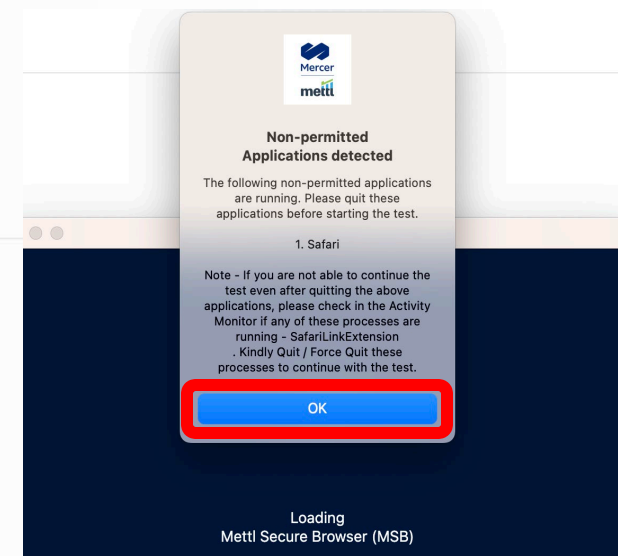 Mercer
mettl
Non-permitted
Applications detected
The following non-permitted applications
are running. Please quit these
applications before starting the test.
1. Safari
Note - If you are not able to continue the
test even after quitting the above
applications, please check in the Activity
Monitor if any of these processes are
running - SafariLinkExtension
. Kindly Quit / Force Quit these
processes to continue with the test.
OK
Loading
Mettl Secure Browser (MSB)